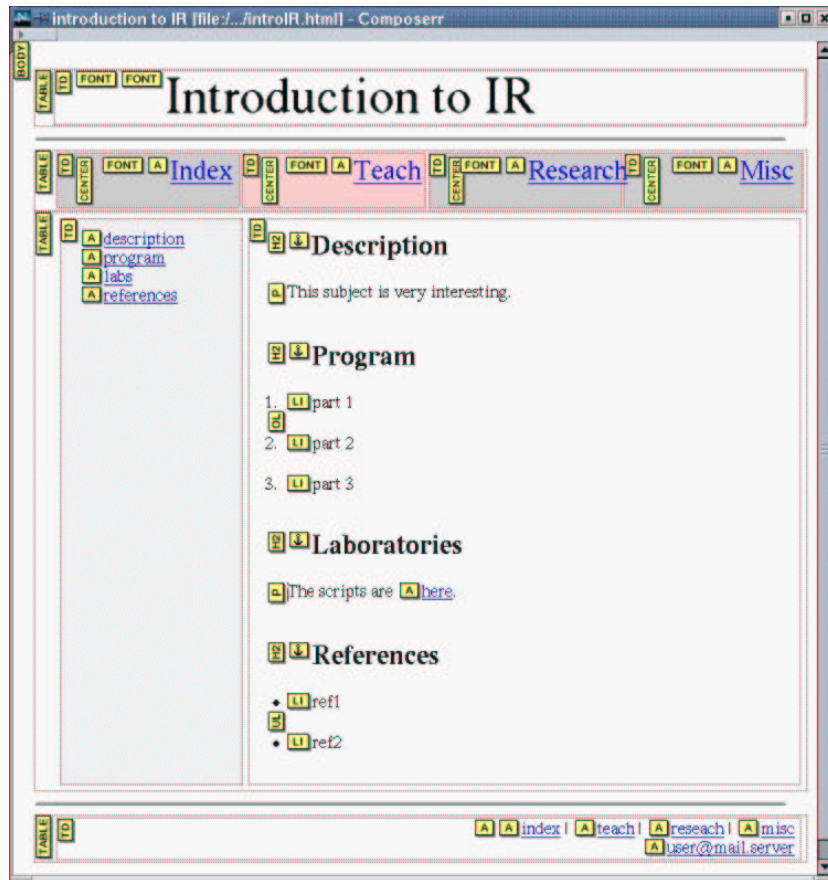 introduction to IR [file:/.../introIR.html] - Composerr
BODY
TABLE TD FONT FONT Introduction to IR
TABLE TD CENTER FONT A Index TD CENTER FONT A Teach TD CENTER FONT A Research TD CENTER FONT A Misc
TABLE TD
A description
A program
A labs
A references
TD H2 Description
P This subject is very interesting.
H2 Program
1. LI part 1
OL
2. LI part 2
3. LI part 3
H2 Laboratories
P The scripts are A here.
H2 References
• LI ref1
UL
• LI ref2
TABLE TD A A index | A teach | A reseach | A misc
A user@mail.server